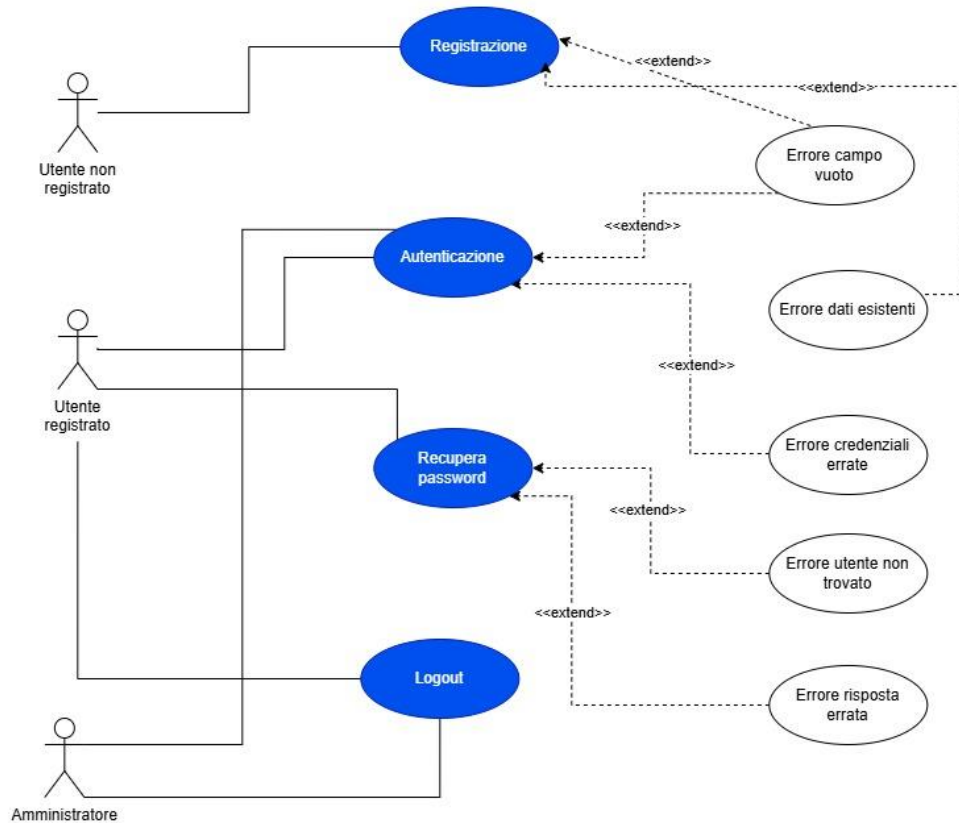 Registrazione
<<extend>>
<<extend>>
Errore campo
vuoto
Utente non
registrato
<<extend>>
Autenticazione
Errore dati esistenti
<<extend>>
Utente
registrato
Errore credenziali
errate
Recupera
password
<<extend>>
Errore utente non
trovato
<<extend>>
Logout
Errore risposta
errata
Amministratore